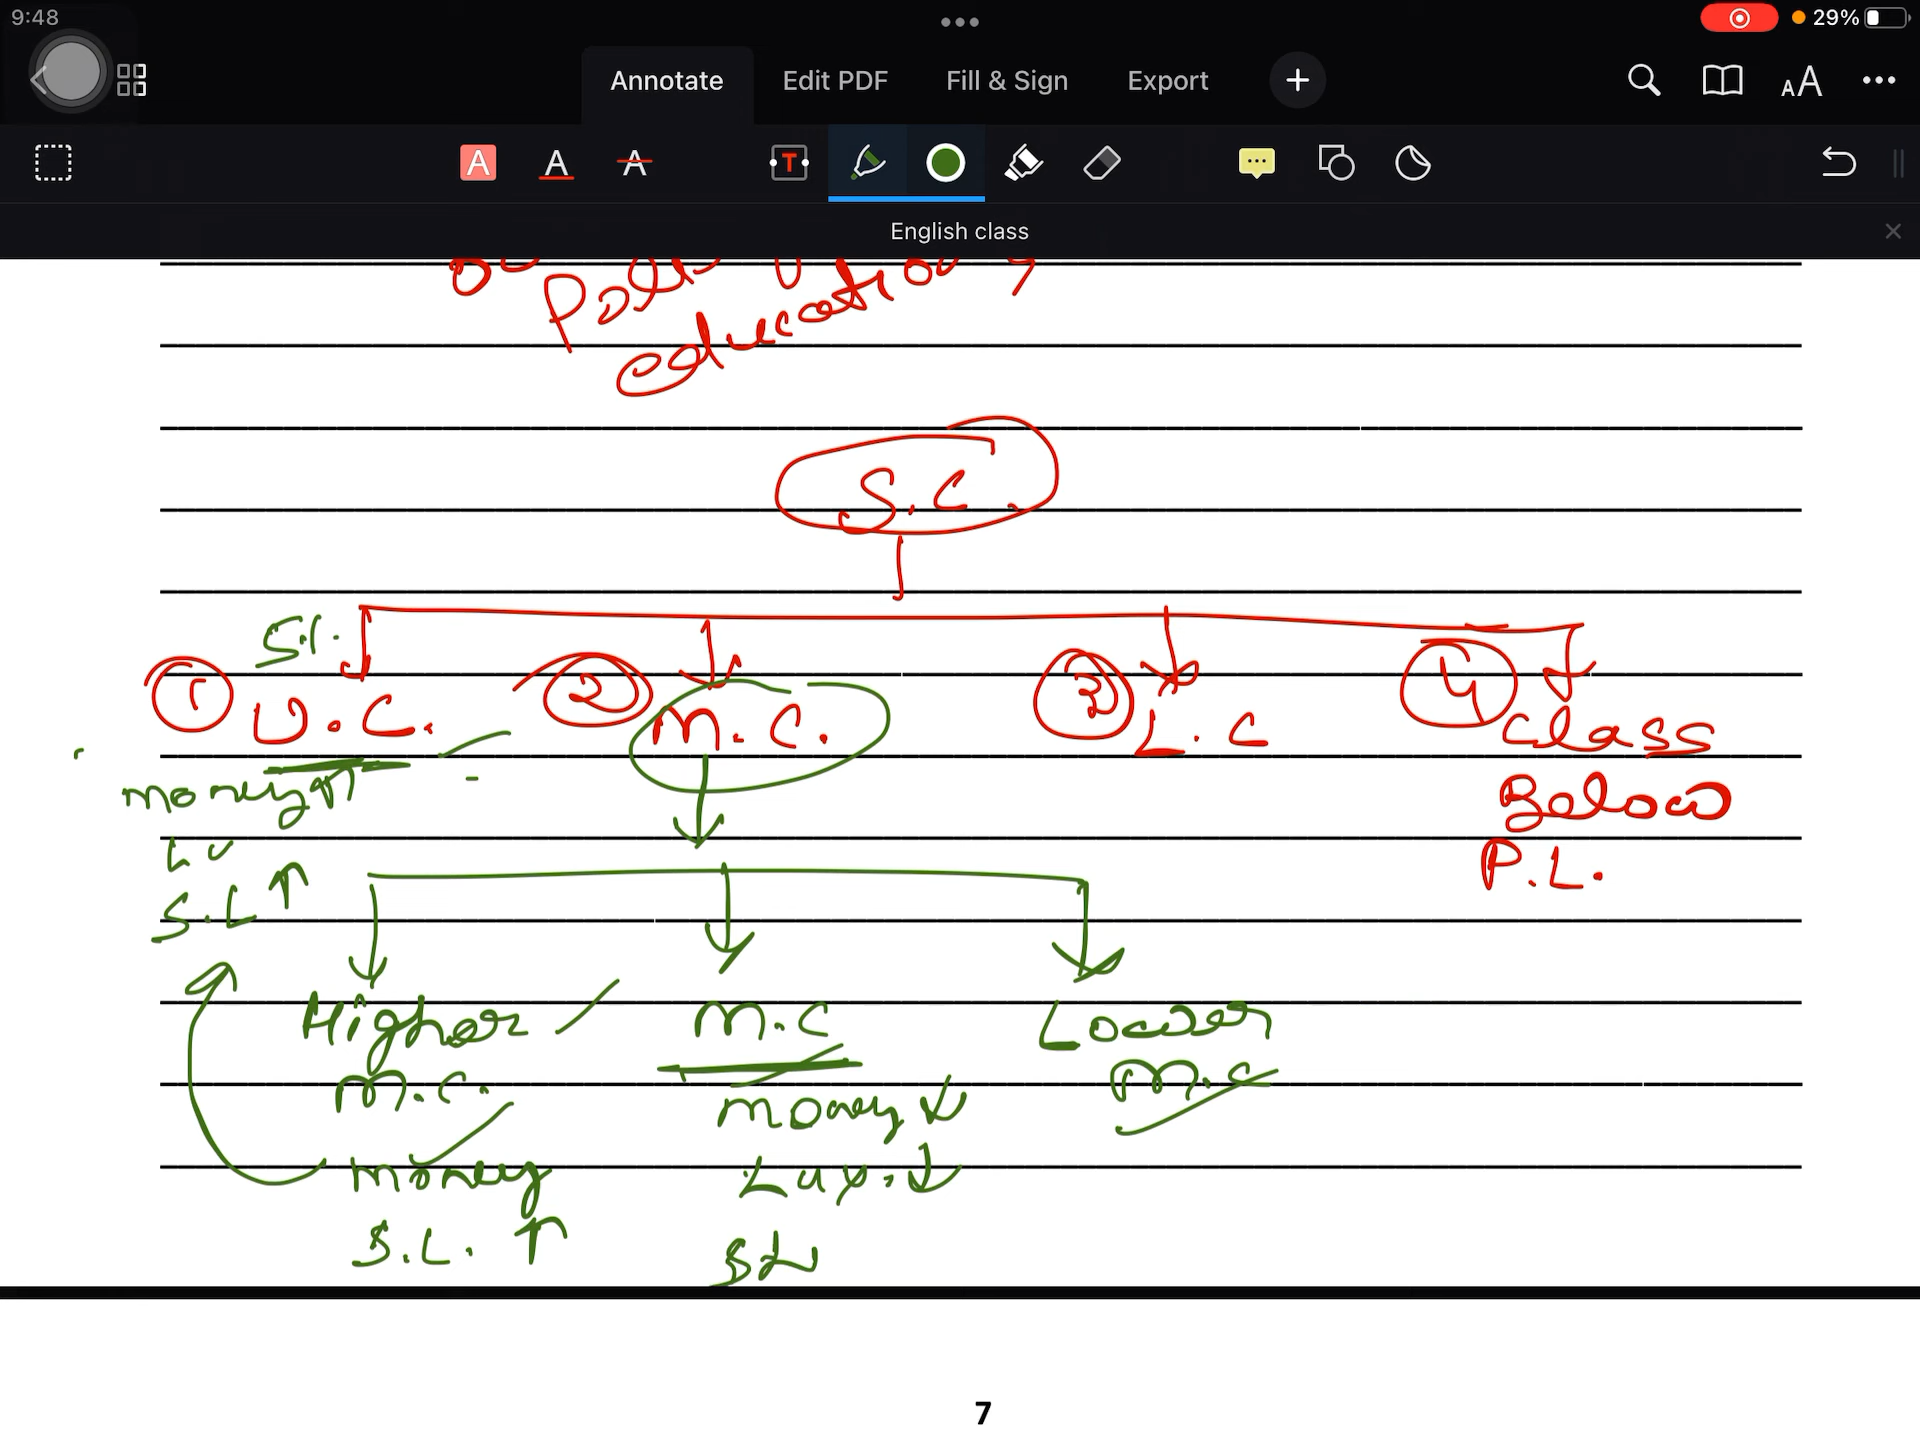 9:48
29%
Annotate Edit PDF Fill & Sign Export
English class
education
S.C.
① U.C. ② M.C. ③ L.C ④ Class
Below
P.L.
money ↑
S.L ↑
Higher M.C Lower
M.C. M.C
money ↓
money Lux. ↓
S.L. ↑ SL
7